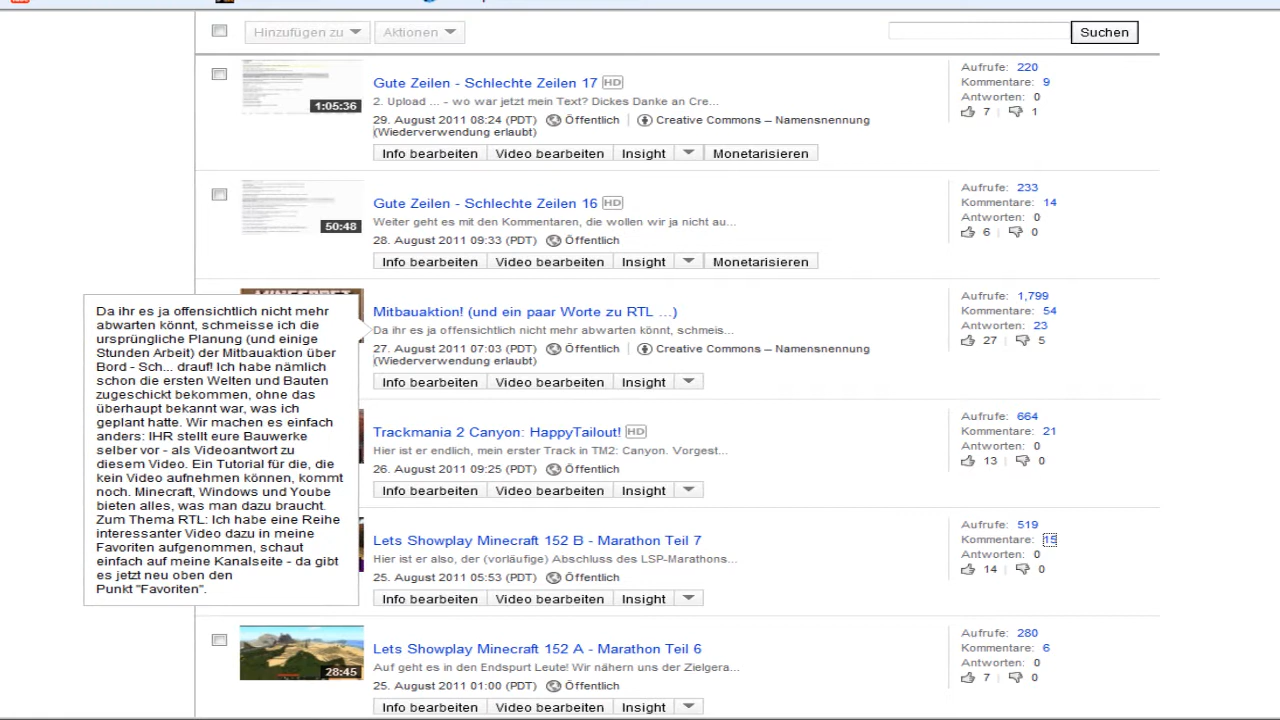 Hinzufügen zu
Aktionen
Suchen
1:05:36
Gute Zeilen - Schlechte Zeilen 17 HD
2. Upload ... - wo war jetzt mein Text? Dickes Danke an Cre...
29. August 2011 08:24 (PDT) Öffentlich | Creative Commons – Namensnennung
(Wiederverwendung erlaubt)
Info bearbeiten Video bearbeiten Insight Monetarisieren
Aufrufe: 220
Kommentare: 9
Antworten: 0
7 | 1
50:48
Gute Zeilen - Schlechte Zeilen 16 HD
Weiter geht es mit den Kommentaren, die wollen wir ja nicht au...
28. August 2011 09:33 (PDT) Öffentlich
Info bearbeiten Video bearbeiten Insight Monetarisieren
Aufrufe: 233
Kommentare: 14
Antworten: 0
6 | 0
Mitbauaktion! (und ein paar Worte zu RTL ...)
Da ihr es ja offensichtlich nicht mehr abwarten könnt, schmeis...
27. August 2011 07:03 (PDT) Öffentlich | Creative Commons – Namensnennung
(Wiederverwendung erlaubt)
Info bearbeiten Video bearbeiten Insight
Aufrufe: 1,799
Kommentare: 54
Antworten: 23
27 | 5
Da ihr es ja offensichtlich nicht mehr
abwarten könnt, schmeisse ich die
ursprüngliche Planung (und einige
Stunden Arbeit) der Mitbauaktion über
Bord - Sch... drauf! Ich habe nämlich
schon die ersten Welten und Bauten
zugeschickt bekommen, ohne das
überhaupt bekannt war, was ich
geplant hatte. Wir machen es einfach
anders: IHR stellt eure Bauwerke
selber vor - als Videoantwort zu
diesem Video. Ein Tutorial für die, die
kein Video aufnehmen können, kommt
noch. Minecraft, Windows und Yoube
bieten alles, was man dazu braucht.
Zum Thema RTL: Ich habe eine Reihe
interessanter Video dazu in meine
Favoriten aufgenommen, schaut
einfach auf meine Kanalseite - da gibt
es jetzt neu oben den
Punkt "Favoriten".
Trackmania 2 Canyon: HappyTailout! HD
Hier ist er endlich, mein erster Track in TM2: Canyon. Vorgest...
26. August 2011 09:25 (PDT) Öffentlich
Info bearbeiten Video bearbeiten Insight
Aufrufe: 664
Kommentare: 21
Antworten: 0
13 | 0
Lets Showplay Minecraft 152 B - Marathon Teil 7
Hier ist er also, der (vorläufige) Abschluss des LSP-Marathons...
25. August 2011 05:53 (PDT) Öffentlich
Info bearbeiten Video bearbeiten Insight
Aufrufe: 519
Kommentare: 15
Antworten: 0
14 | 0
28:45
Lets Showplay Minecraft 152 A - Marathon Teil 6
Auf geht es in den Endspurt Leute! Wir nähern uns der Zielgera...
25. August 2011 01:00 (PDT) Öffentlich
Info bearbeiten Video bearbeiten Insight
Aufrufe: 280
Kommentare: 6
Antworten: 0
7 | 0